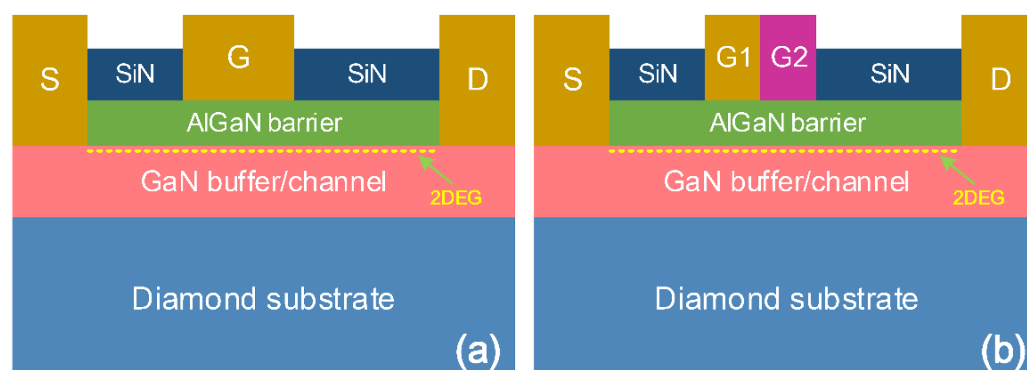 S
SiN
G
SiN
D
AlGaN barrier
GaN buffer/channel
2DEG
Diamond substrate
(a)
S
SiN
G1
G2
SiN
D
AlGaN barrier
GaN buffer/channel
2DEG
Diamond substrate
(b)